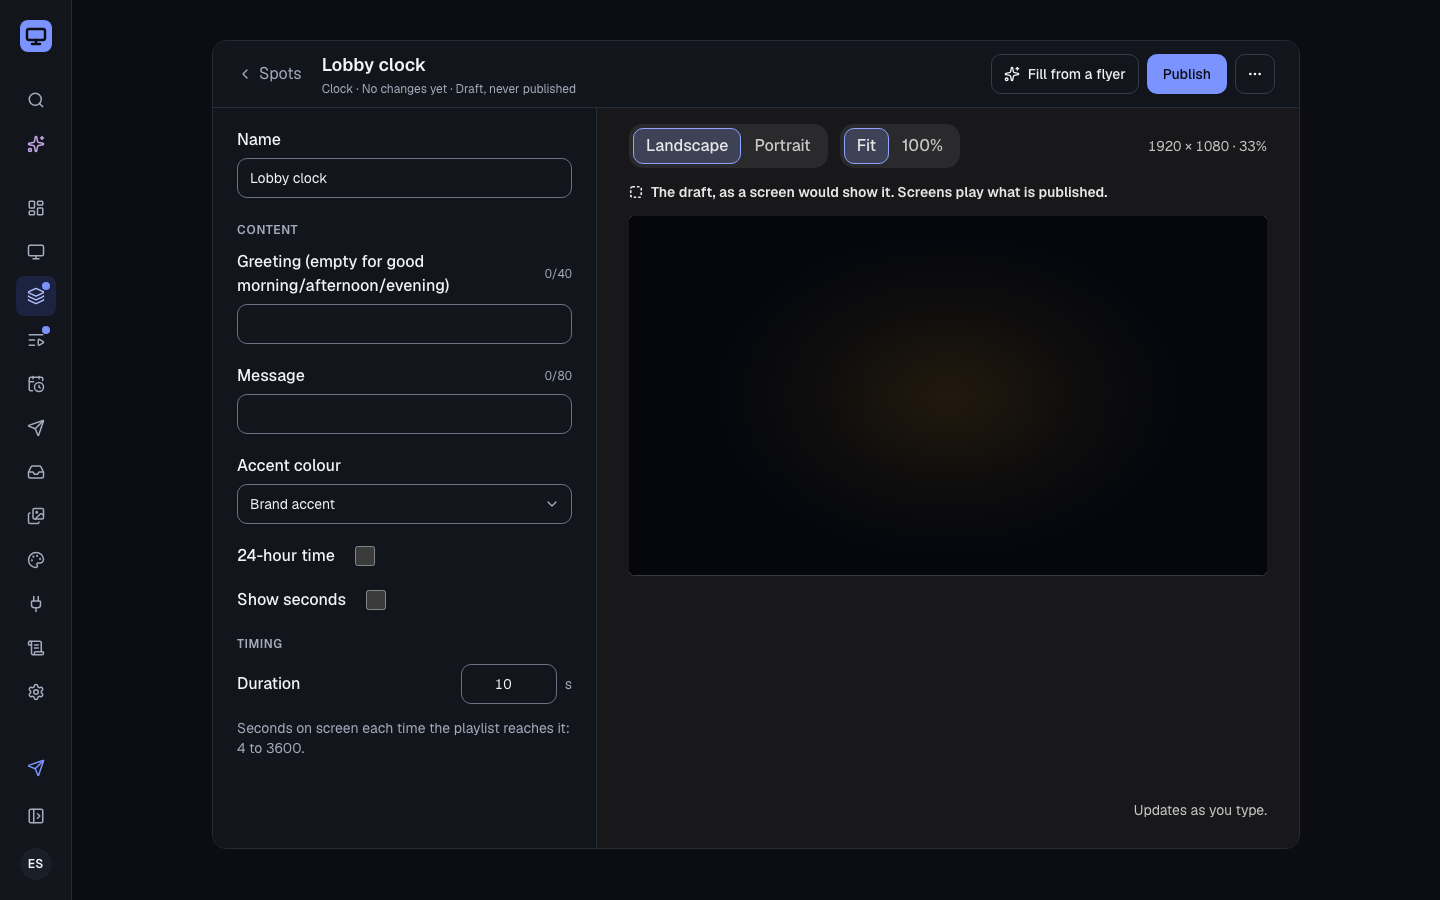 Spots
Lobby clock
Clock · No changes yet · Draft, never published
Fill from a flyer
Publish
Name
Lobby clock
CONTENT
Greeting (empty for good
morning/afternoon/evening)
0/40
Message
0/80
Accent colour
Brand accent
24-hour time
Show seconds
TIMING
Duration
10
s
Seconds on screen each time the playlist reaches it:
4 to 3600.
Landscape
Portrait
Fit
100%
1920 × 1080 · 33%
The draft, as a screen would show it. Screens play what is published.
Updates as you type.
ES